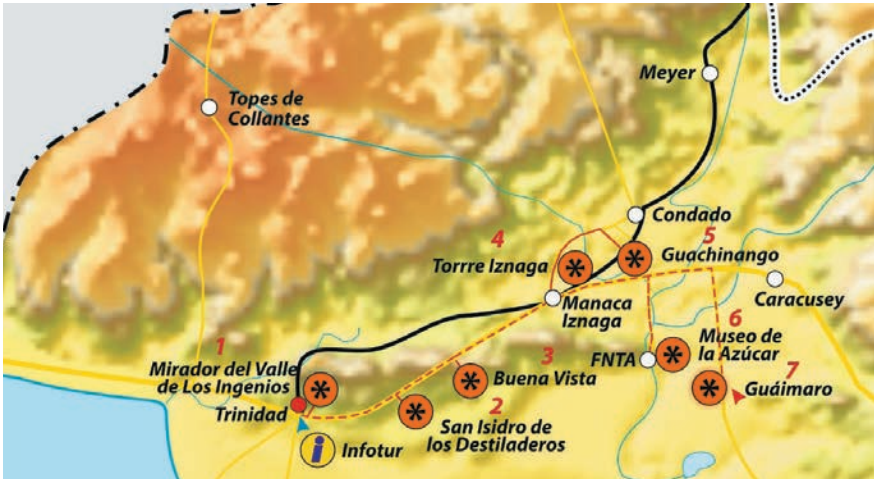 Meyer
Topes de
Collantes
Condado
4
5
Torrre Iznaga
Guachinango
Manaca
Iznaga
Caracusey
1
Mirador del Valle
de Los Ingenios
Trinidad
3
Buena Vista
6
Museo de
la Azúcar
FNTA
7
Guáimaro
2
San Isidro de
los Destiladeros
i
Infotur